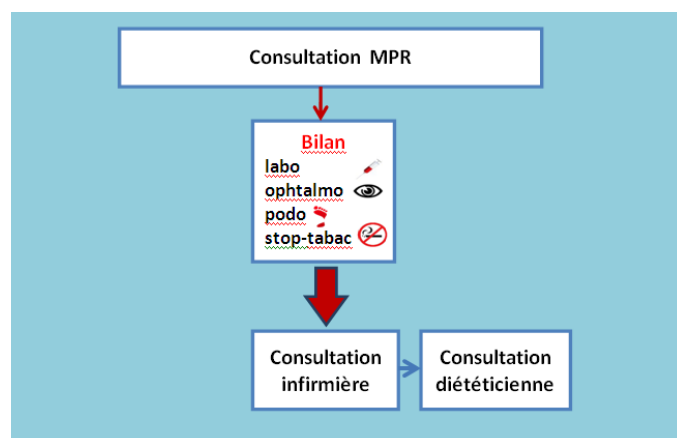 Consultation MPR
Bilan
labo
ophtalmo
podo
stop-tabac
Consultation
infirmière
Consultation
diététicienne